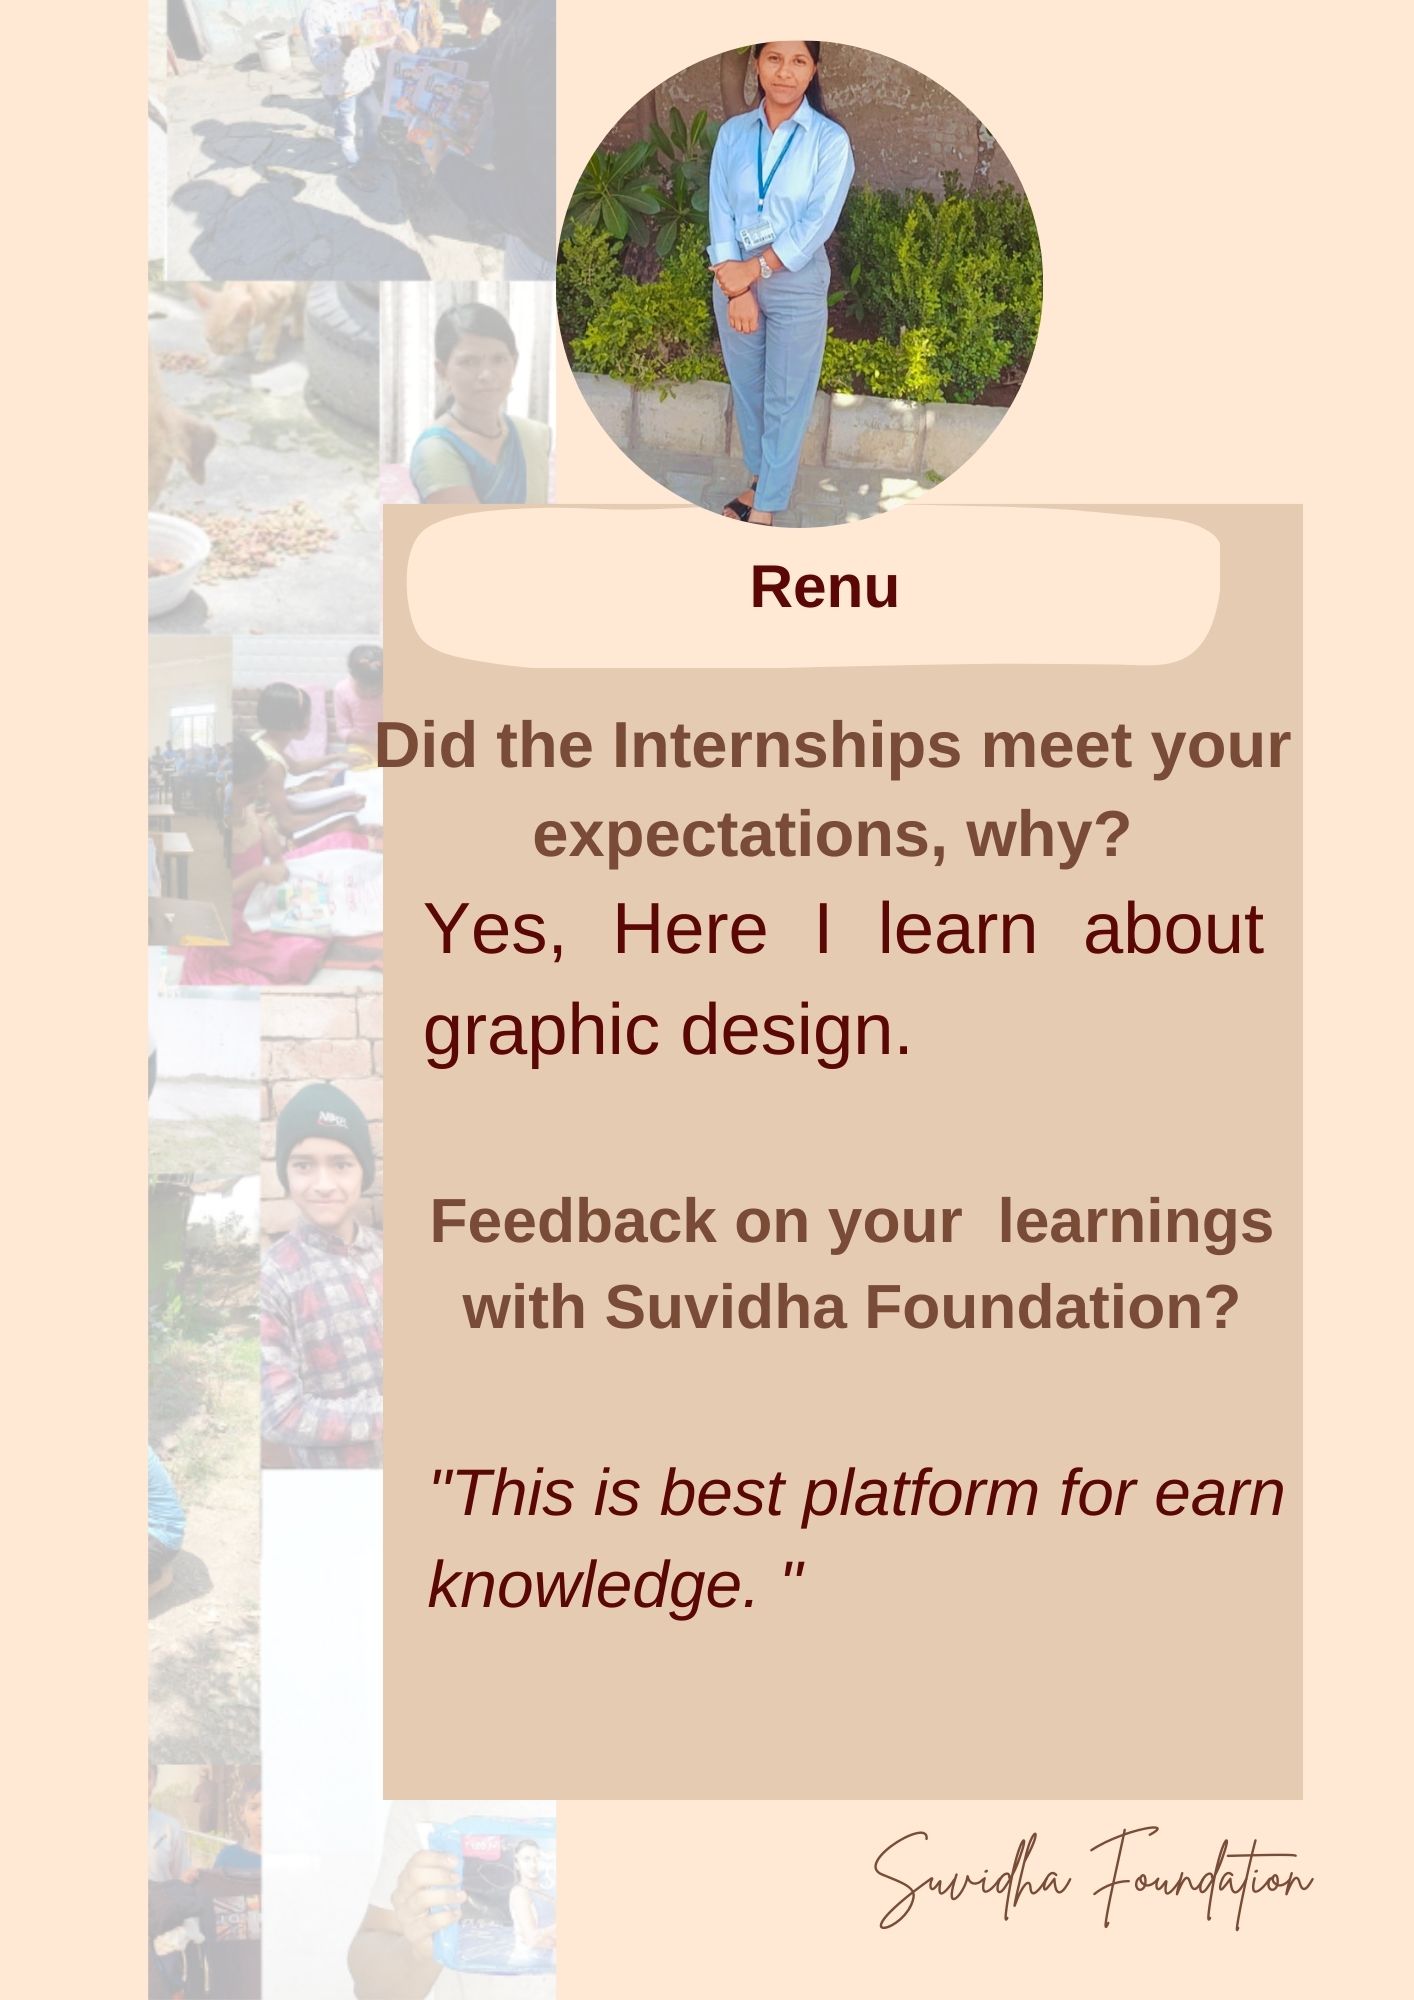 Renu
Did the Internships meet your
expectations, why?
Yes, Here I learn about
graphic design.
Feedback on your  learnings
with Suvidha Foundation?
"This is best platform for earn
knowledge. "
Suvidha Foundation